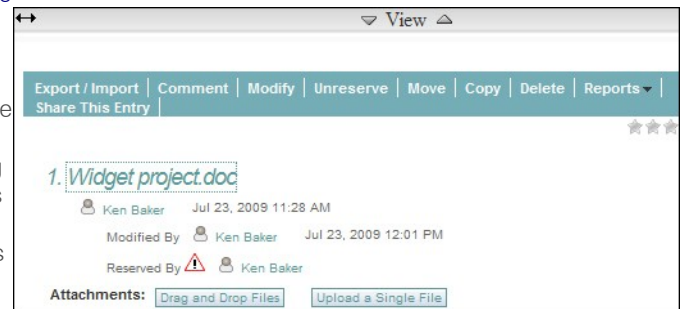 View
Export / Import | Comment | Modify | Unreserve | Move | Copy | Delete | Reports |
Share This Entry |
1. Widget project.doc
Ken Baker Jul 23, 2009 11:28 AM
Modified By Ken Baker Jul 23, 2009 12:01 PM
Reserved By Ken Baker
Attachments: Drag and Drop Files Upload a Single File